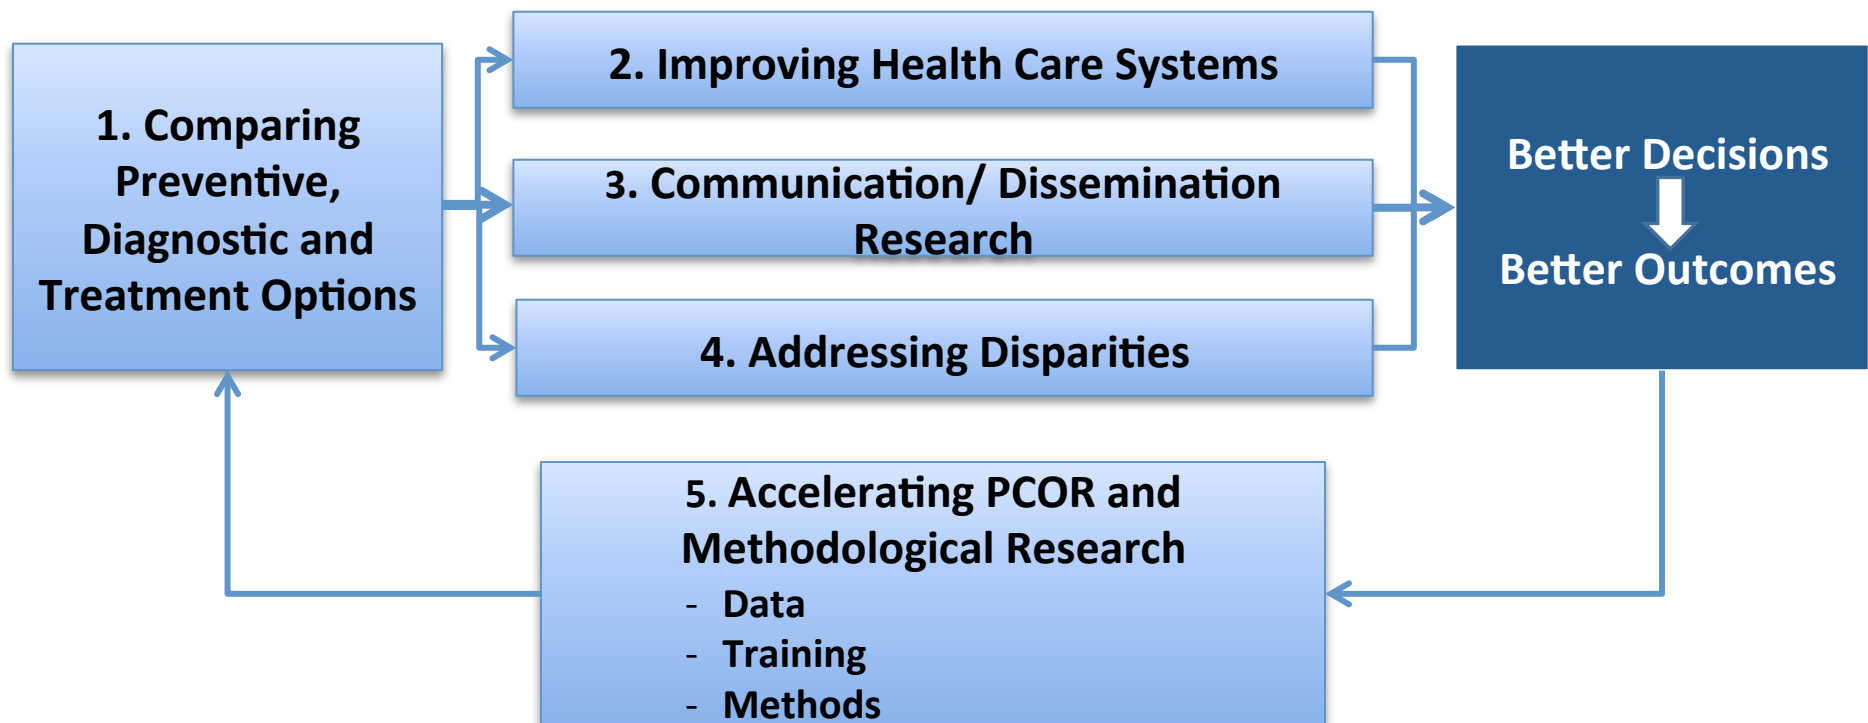 1. Comparing
Preventive,
Diagnostic and
Treatment Options
2. Improving Health Care Systems
3. Communication/ Dissemination
Research
4. Addressing Disparities
Better Decisions
Better Outcomes
5. Accelerating PCOR and
Methodological Research
- Data
- Training
- Methods